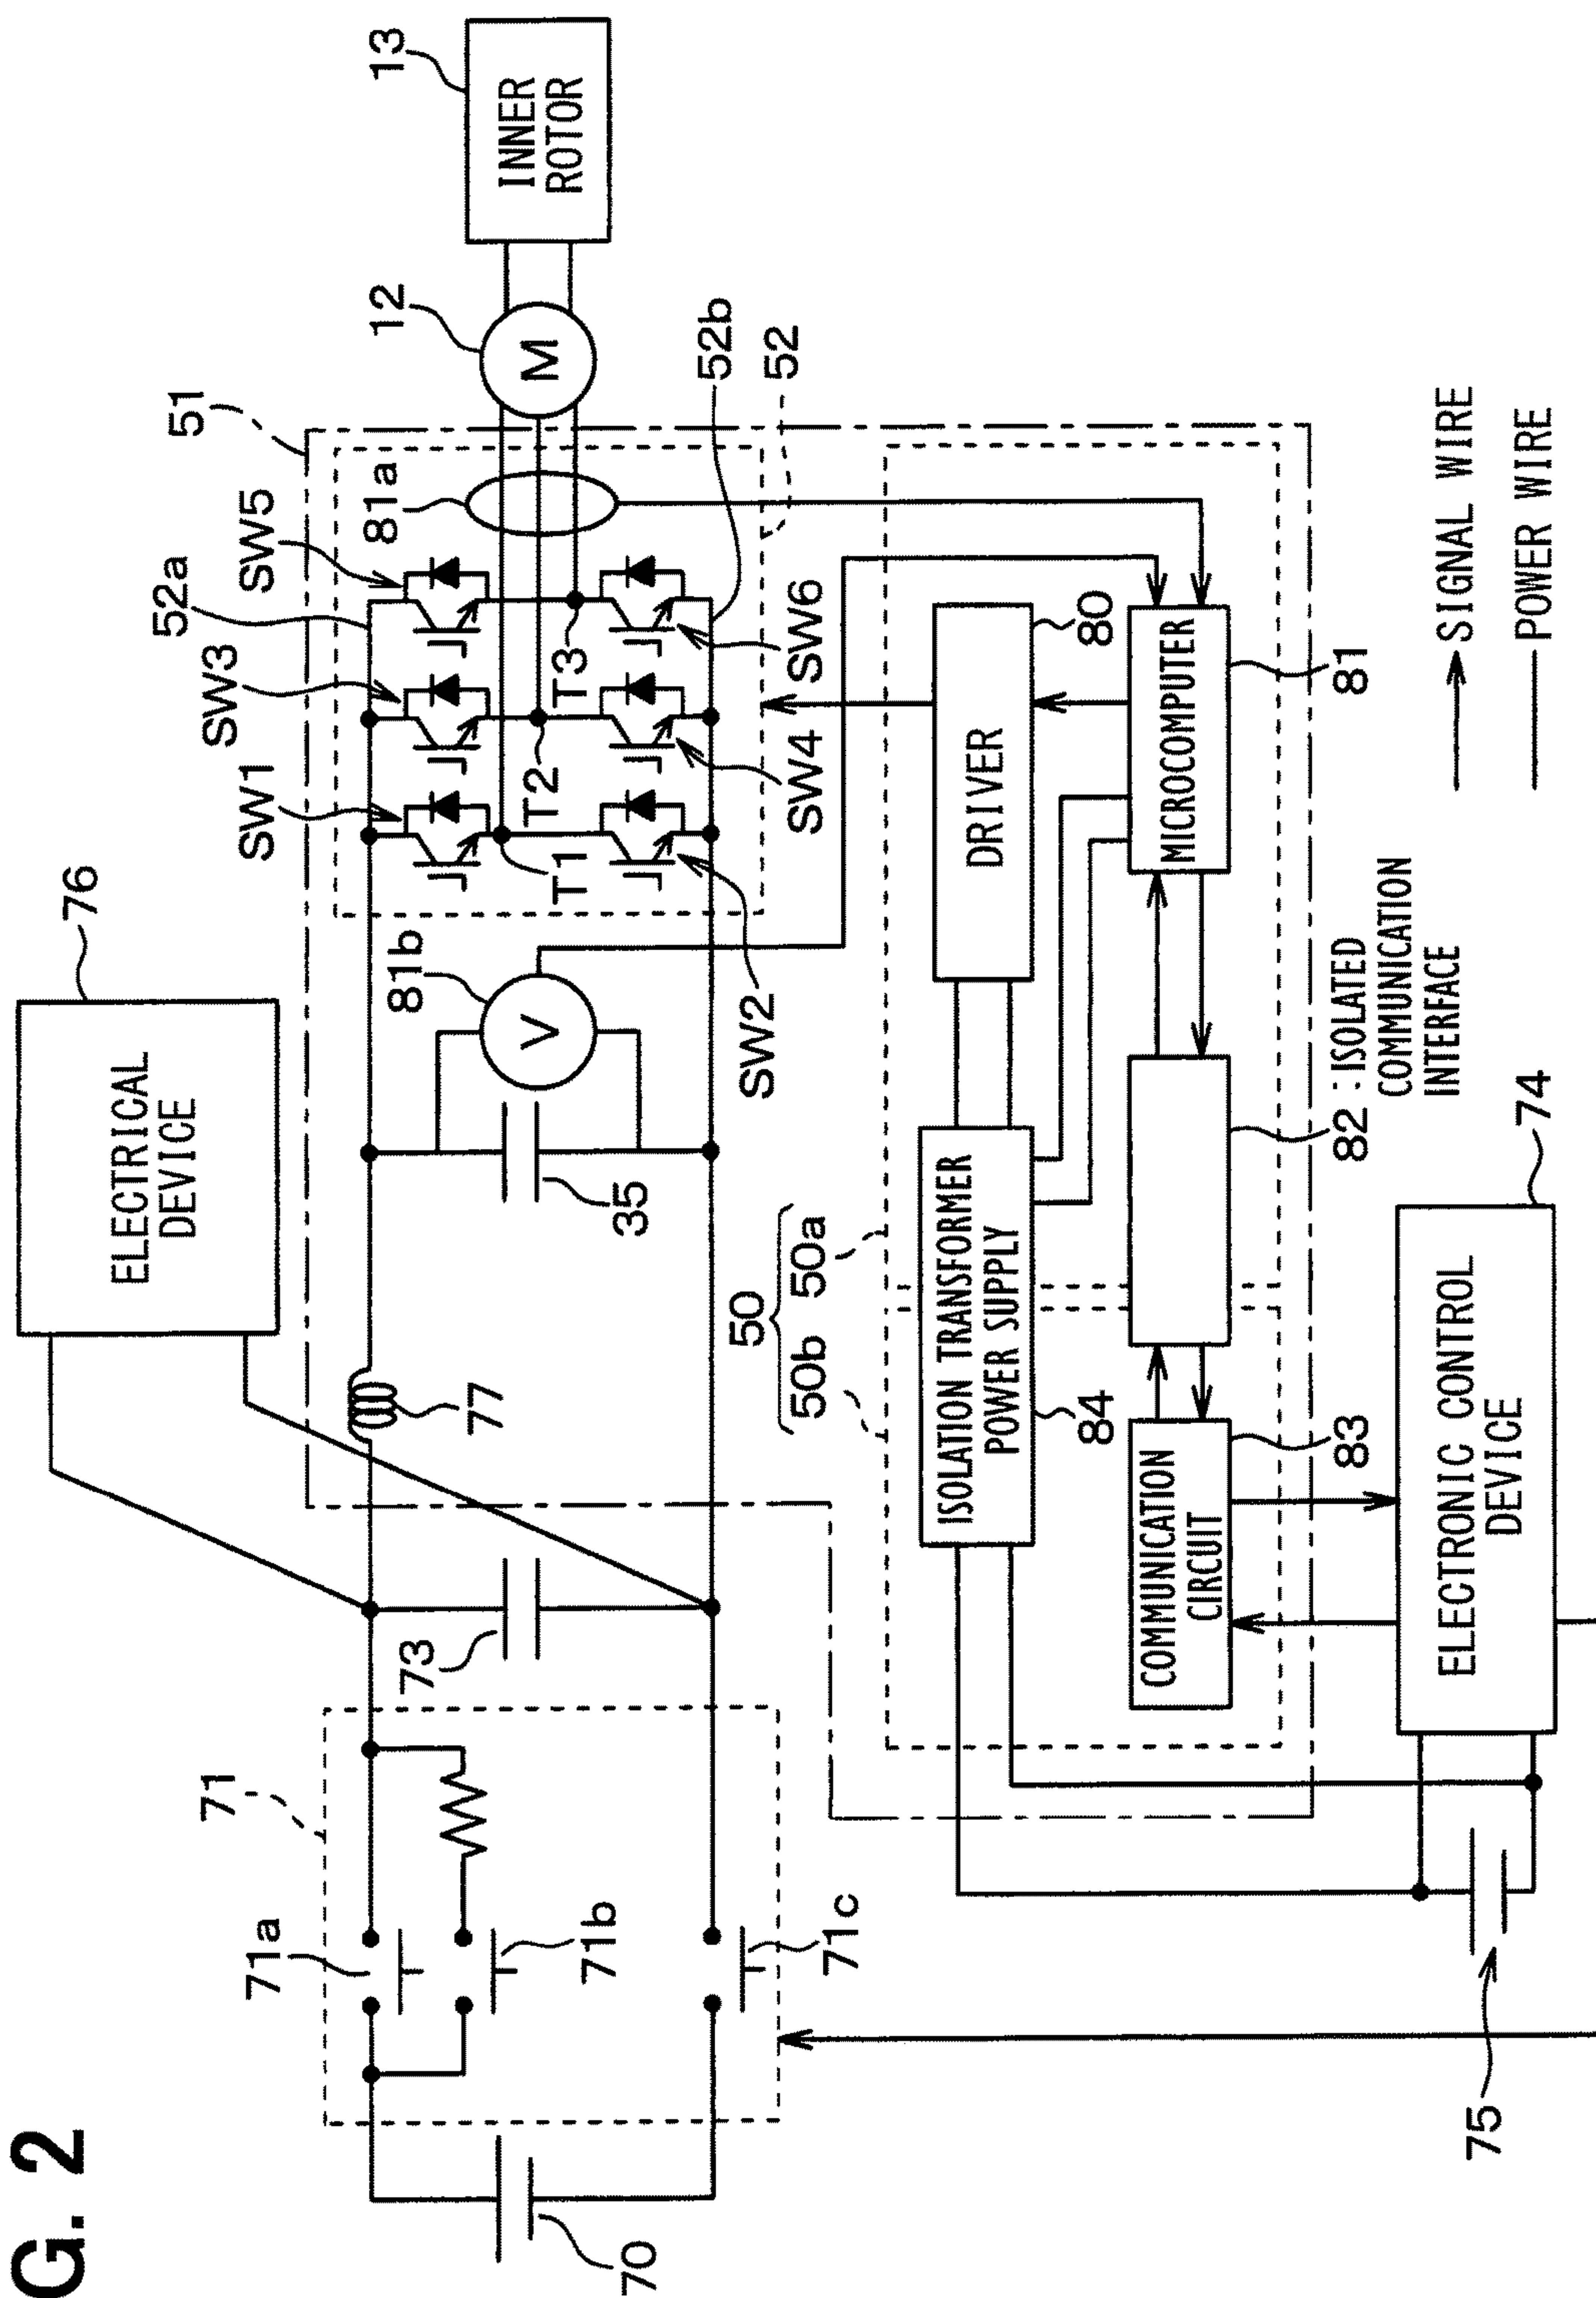 G. 2
76
ELECTRICAL
DEVICE
51
52a
SW1
SW3
SW5
81a
12
13
M
INNER
ROTOR
71
71a
71b
71c
70
73
77
35
81b
V
T1
T2
T3
SW2
SW4
SW6
52b
52
50
50b
50a
ISOLATION TRANSFORMER
POWER SUPPLY
84
DRIVER
80
COMMUNICATION
CIRCUIT
83
82 : ISOLATED
COMMUNICATION
INTERFACE
MICROCOMPUTER
81
75
ELECTRONIC CONTROL
DEVICE
74
SIGNAL WIRE
POWER WIRE